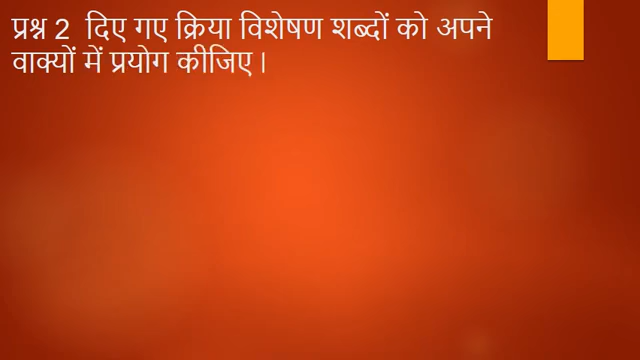 प्रश्न 2  दिए गए क्रिया विशेषण शब्दों को अपने
वाक्यों में प्रयोग कीजिए।